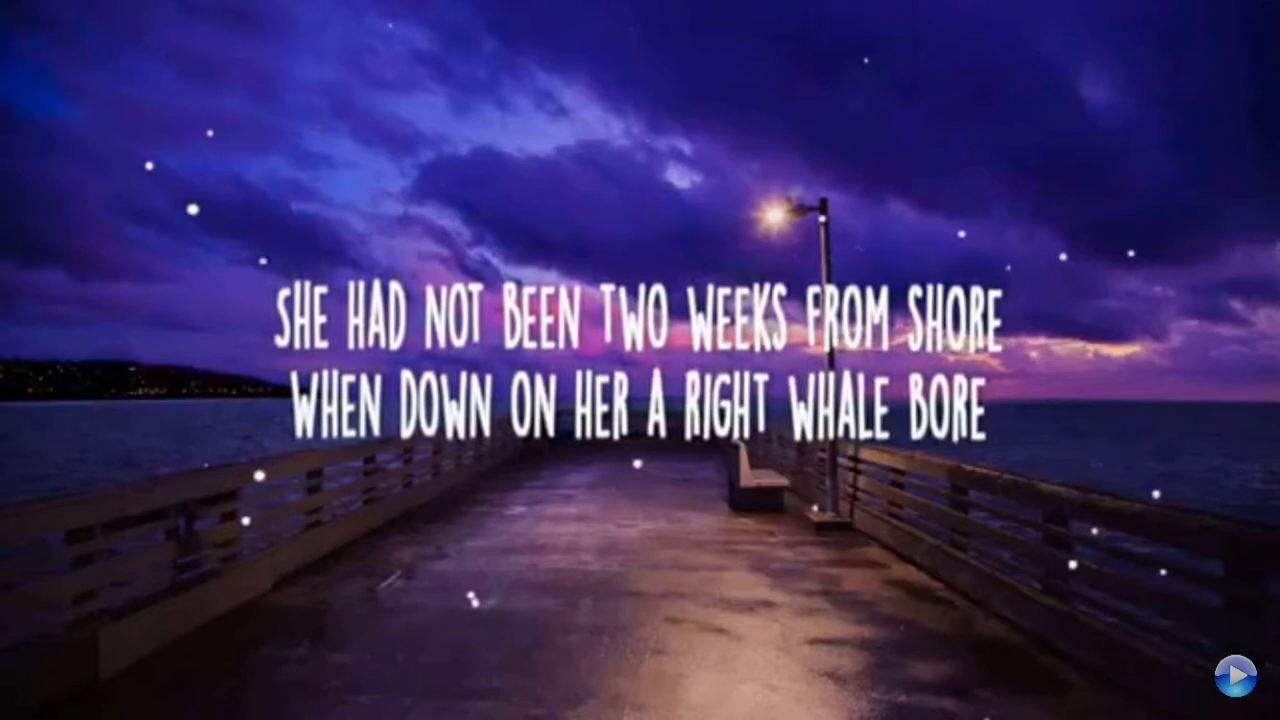 SHE HAD NOT BEEN TWO WEEKS FROM SHORE
WHEN DOWN ON HER A RIGHT WHALE BORE